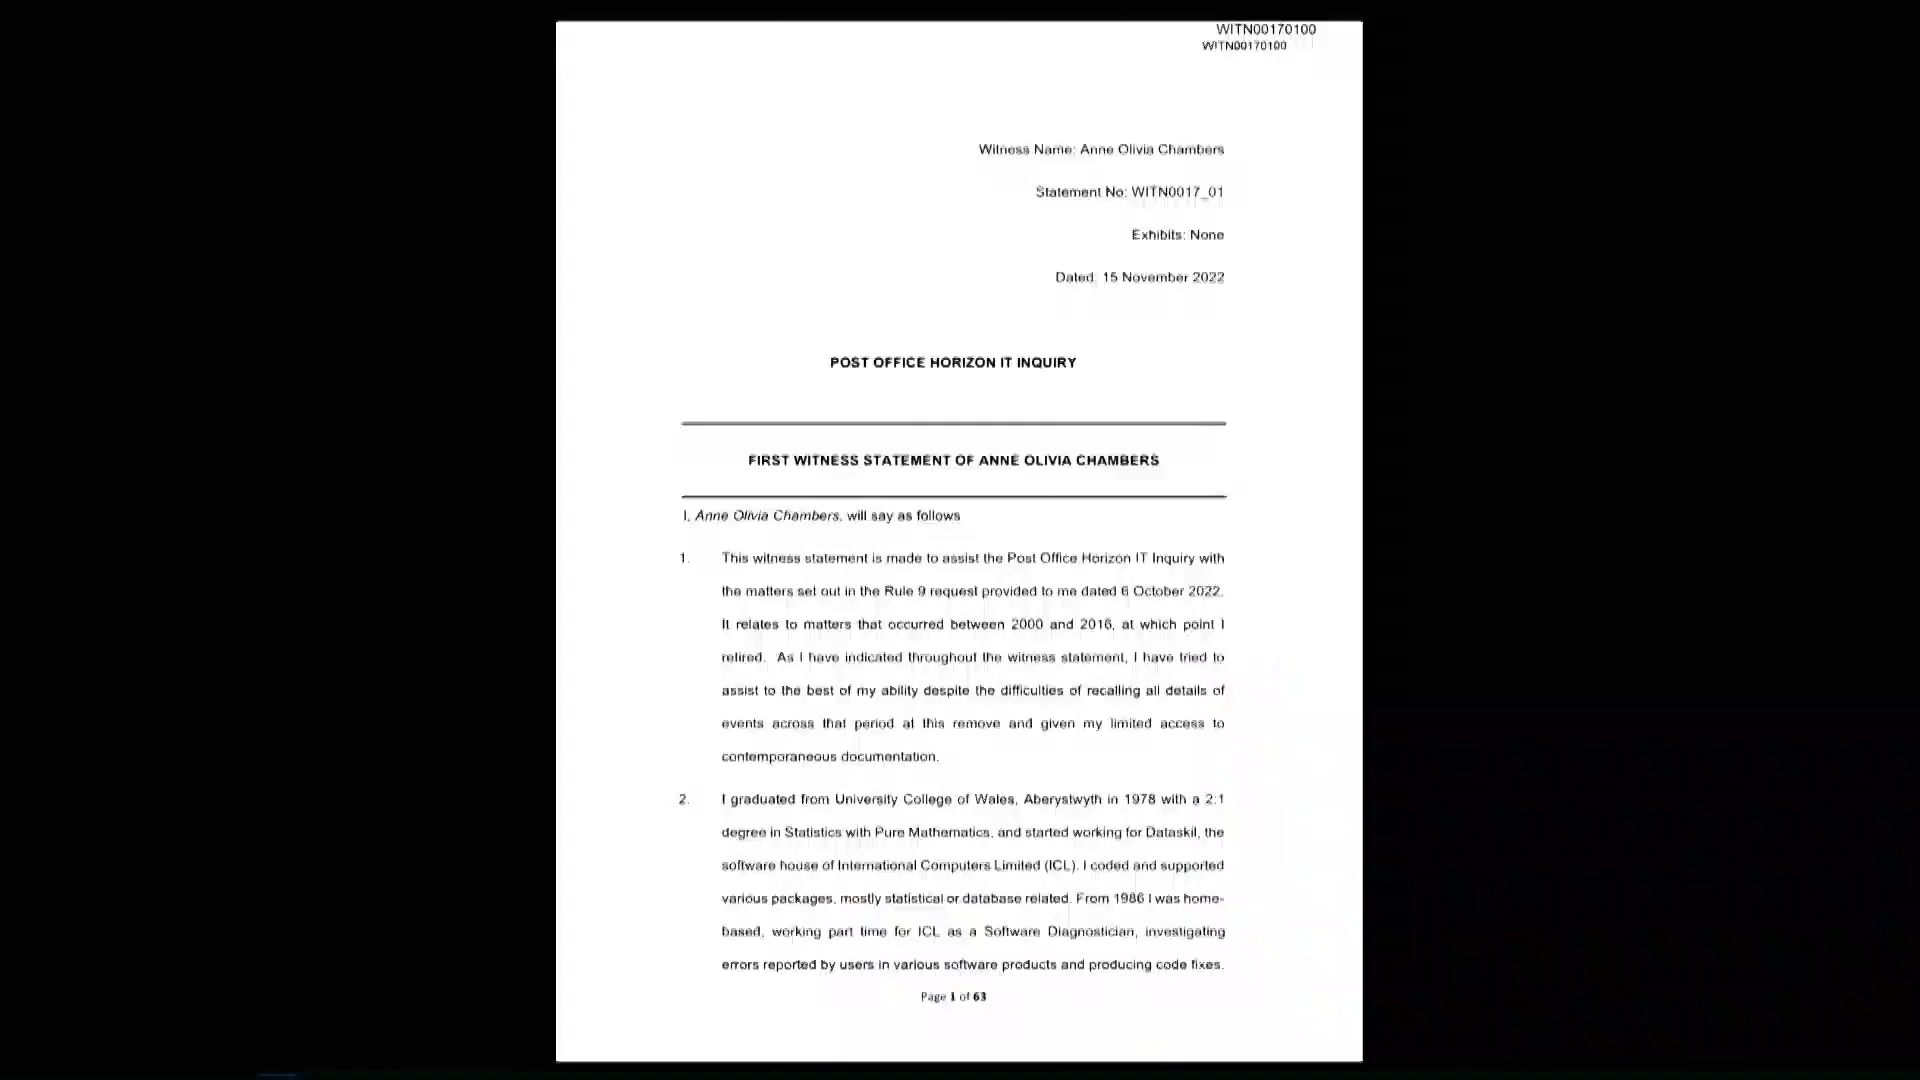 WITN00170100
WITN00170100
Witness Name: Anne Olivia Chambers
Statement No: WITN0017_01
Exhibits: None
Dated: 15 November 2022
POST OFFICE HORIZON IT INQUIRY
FIRST WITNESS STATEMENT OF ANNE OLIVIA CHAMBERS
I, Anne Olivia Chambers, will say as follows
1. This witness statement is made to assist the Post Office Horizon IT Inquiry with
the matters set out in the Rule 9 request provided to me dated 6 October 2022.
It relates to matters that occurred between 2000 and 2016, at which point I
retired. As I have indicated throughout the witness statement, I have tried to
assist to the best of my ability despite the difficulties of recalling all details of
events across that period at this remove and given my limited access to
contemporaneous documentation.
2. I graduated from University College of Wales, Aberystwyth in 1978 with a 2:1
degree in Statistics with Pure Mathematics, and started working for Dataskil, the
software house of International Computers Limited (ICL). I coded and supported
various packages, mostly statistical or database related. From 1986 I was home-
based, working part time for ICL as a Software Diagnostician, investigating
errors reported by users in various software products and producing code fixes.
Page 1 of 63